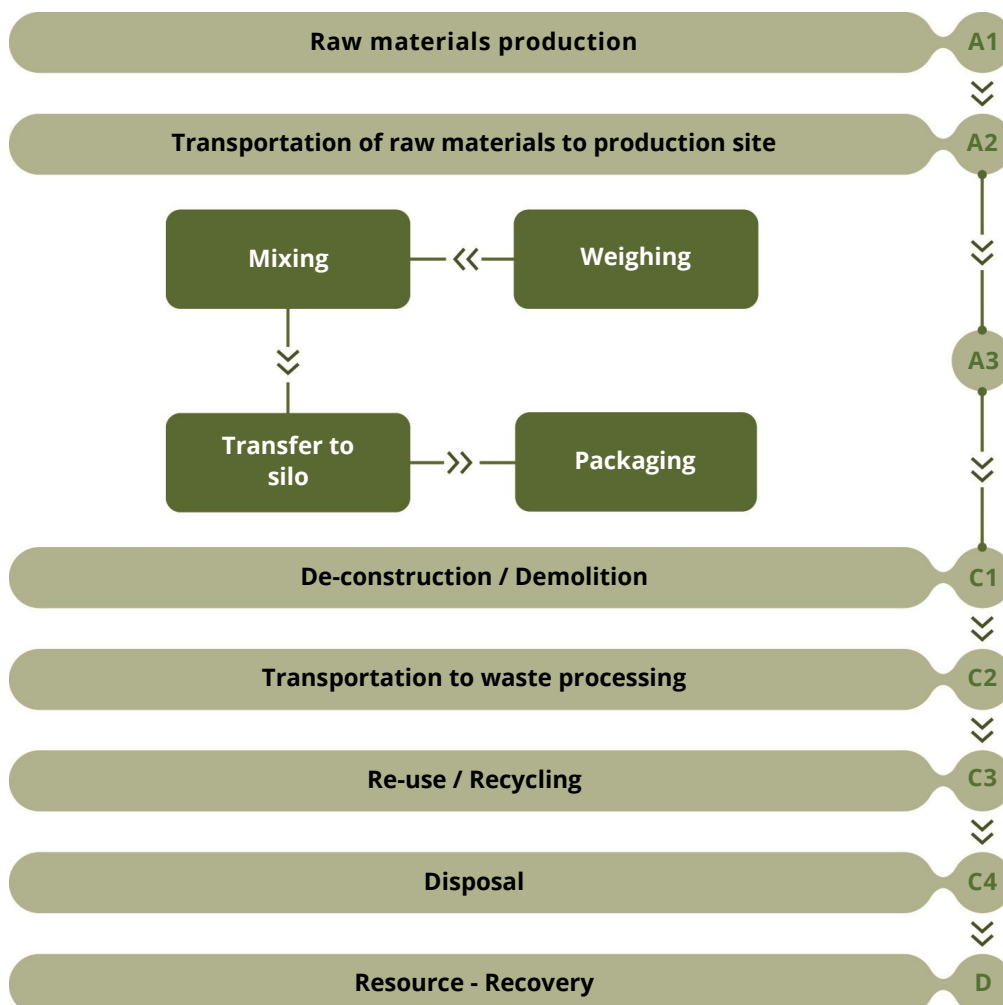 Raw materials production A1
Transportation of raw materials to production site A2
Mixing Weighing
A3
Transfer to
silo
Packaging
De-construction / Demolition C1
Transportation to waste processing C2
Re-use / Recycling C3
Disposal C4
Resource - Recovery D